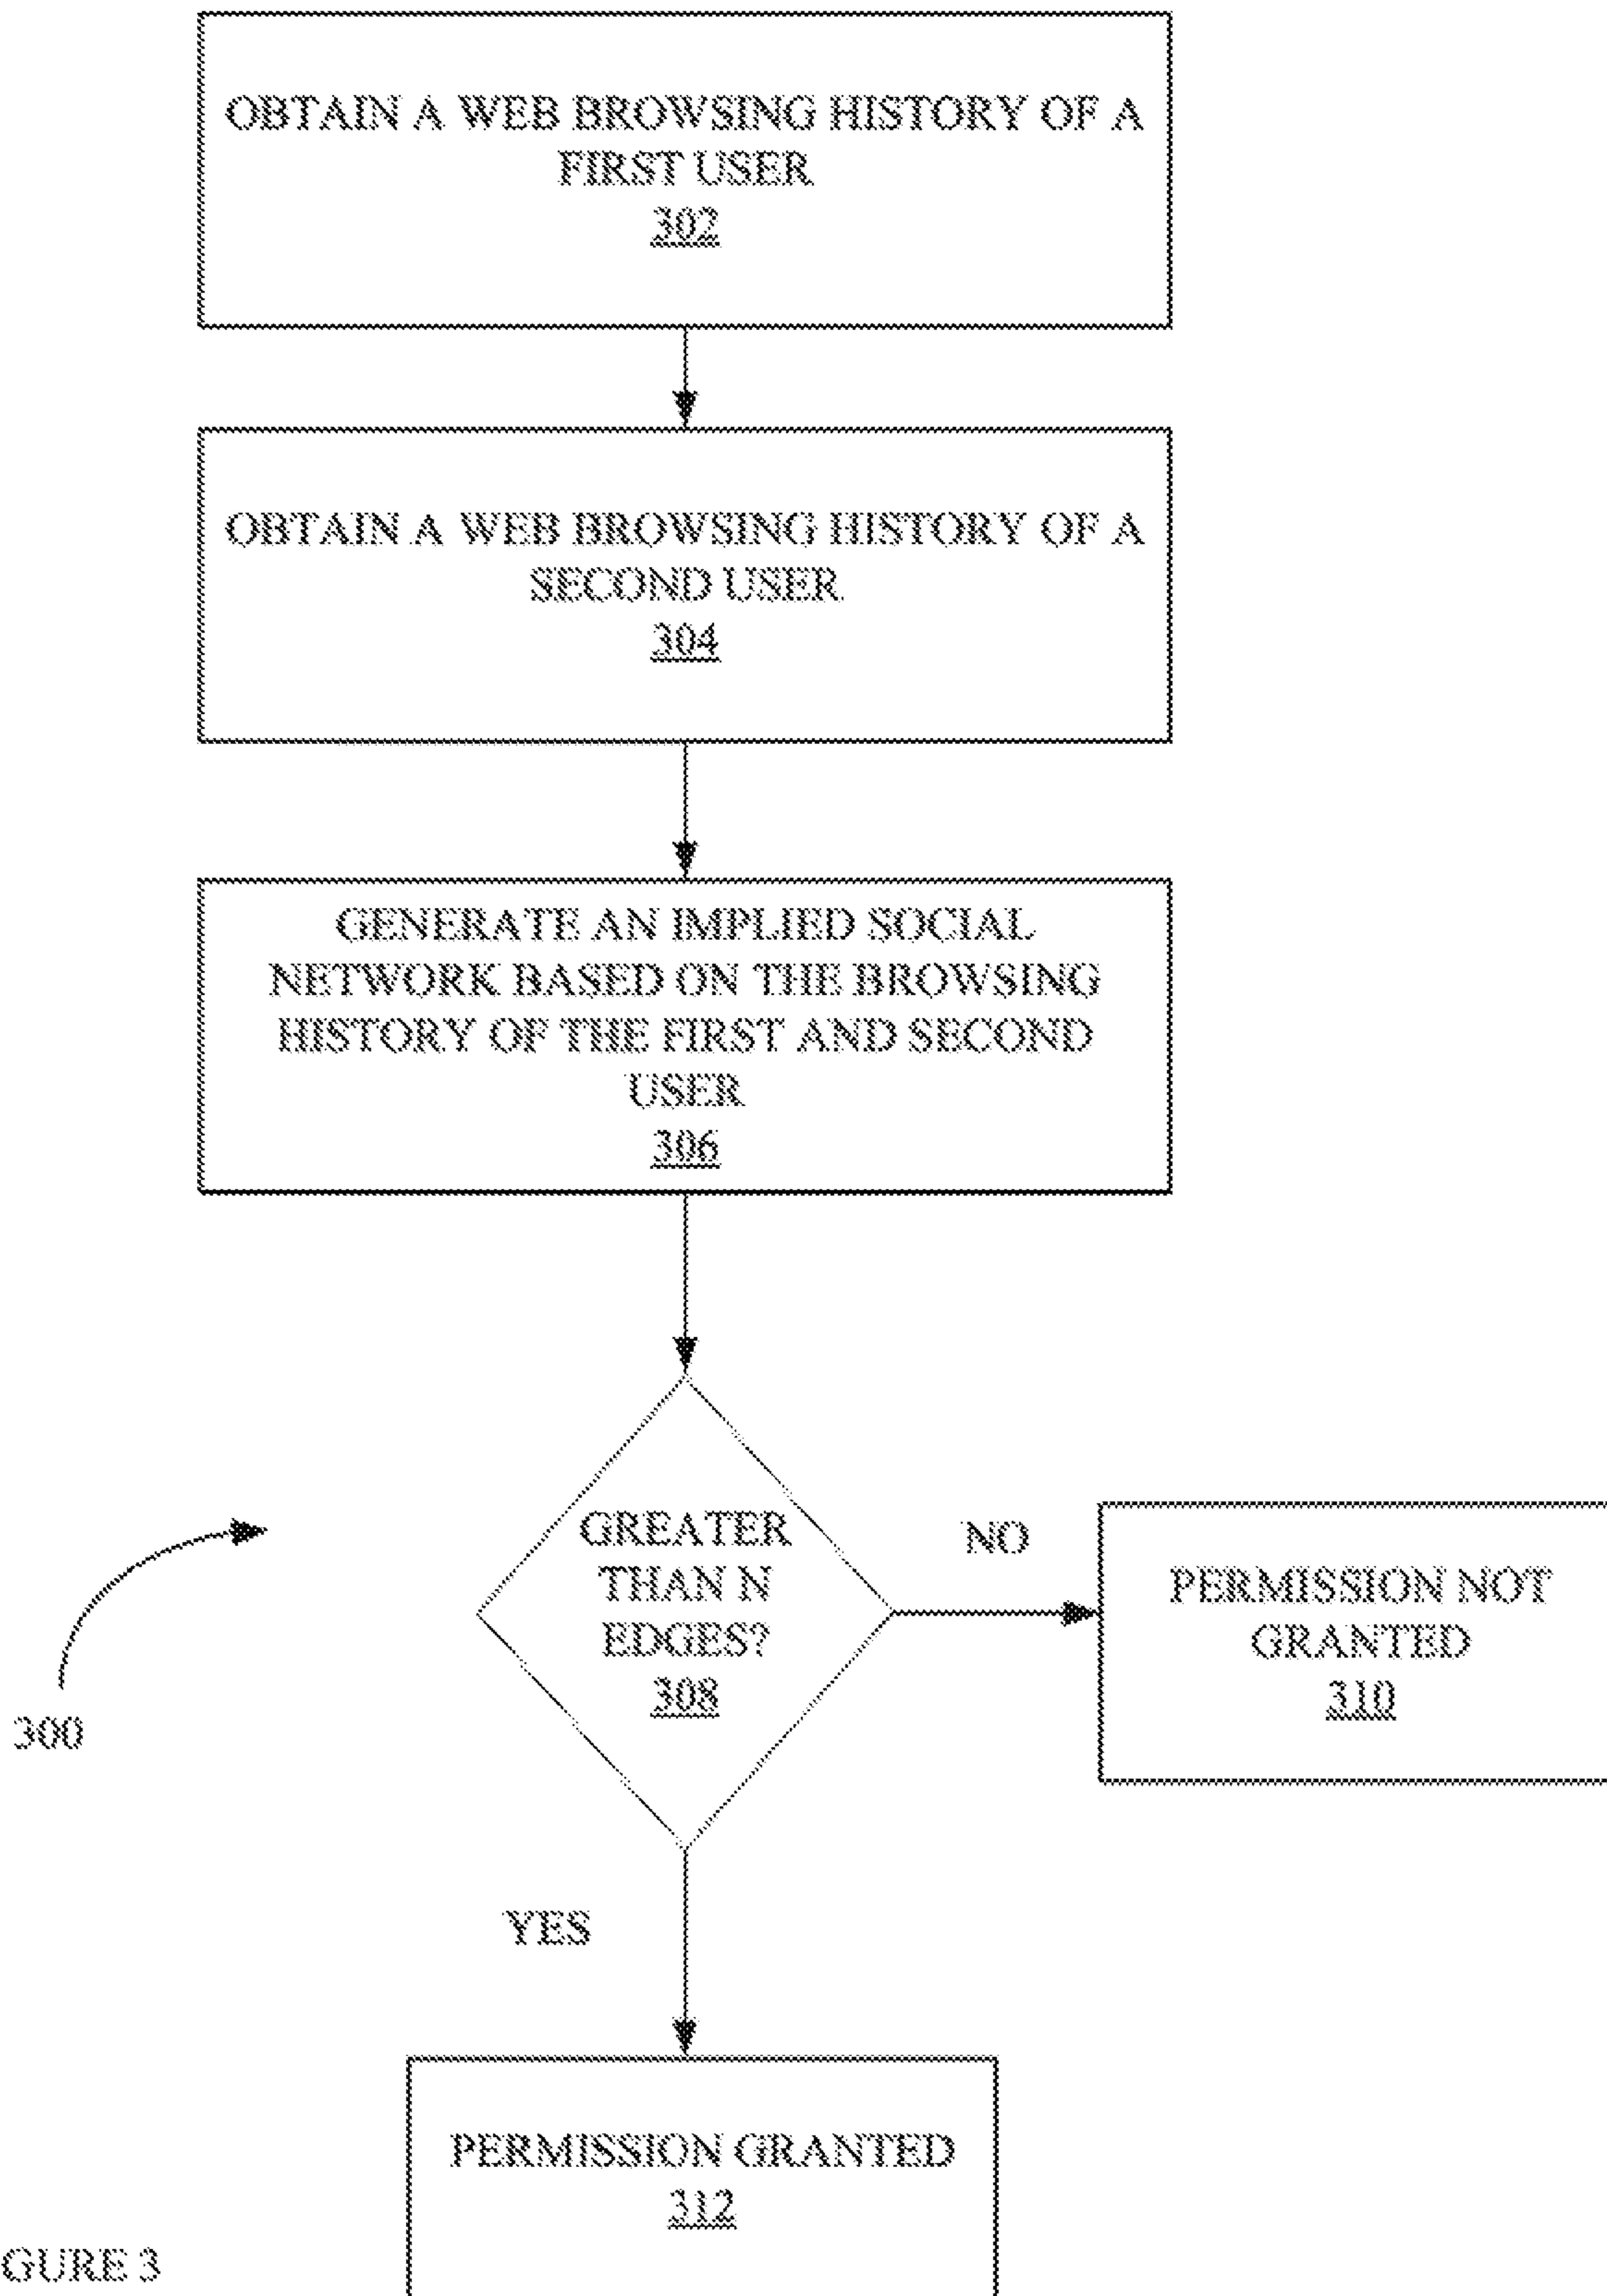 OBTAIN A WEB BROWSING HISTORY OF A
FIRST USER
302
OBTAIN A WEB BROWSING HISTORY OF A
SECOND USER
304
GENERATE AN IMPLIED SOCIAL
NETWORK BASED ON THE BROWSING
HISTORY OF THE FIRST AND SECOND
USER
306
GREATER
THAN N
EDGES?
308
NO
PERMISSION NOT
GRANTED
310
300
YES
PERMISSION GRANTED
312
GURE 3